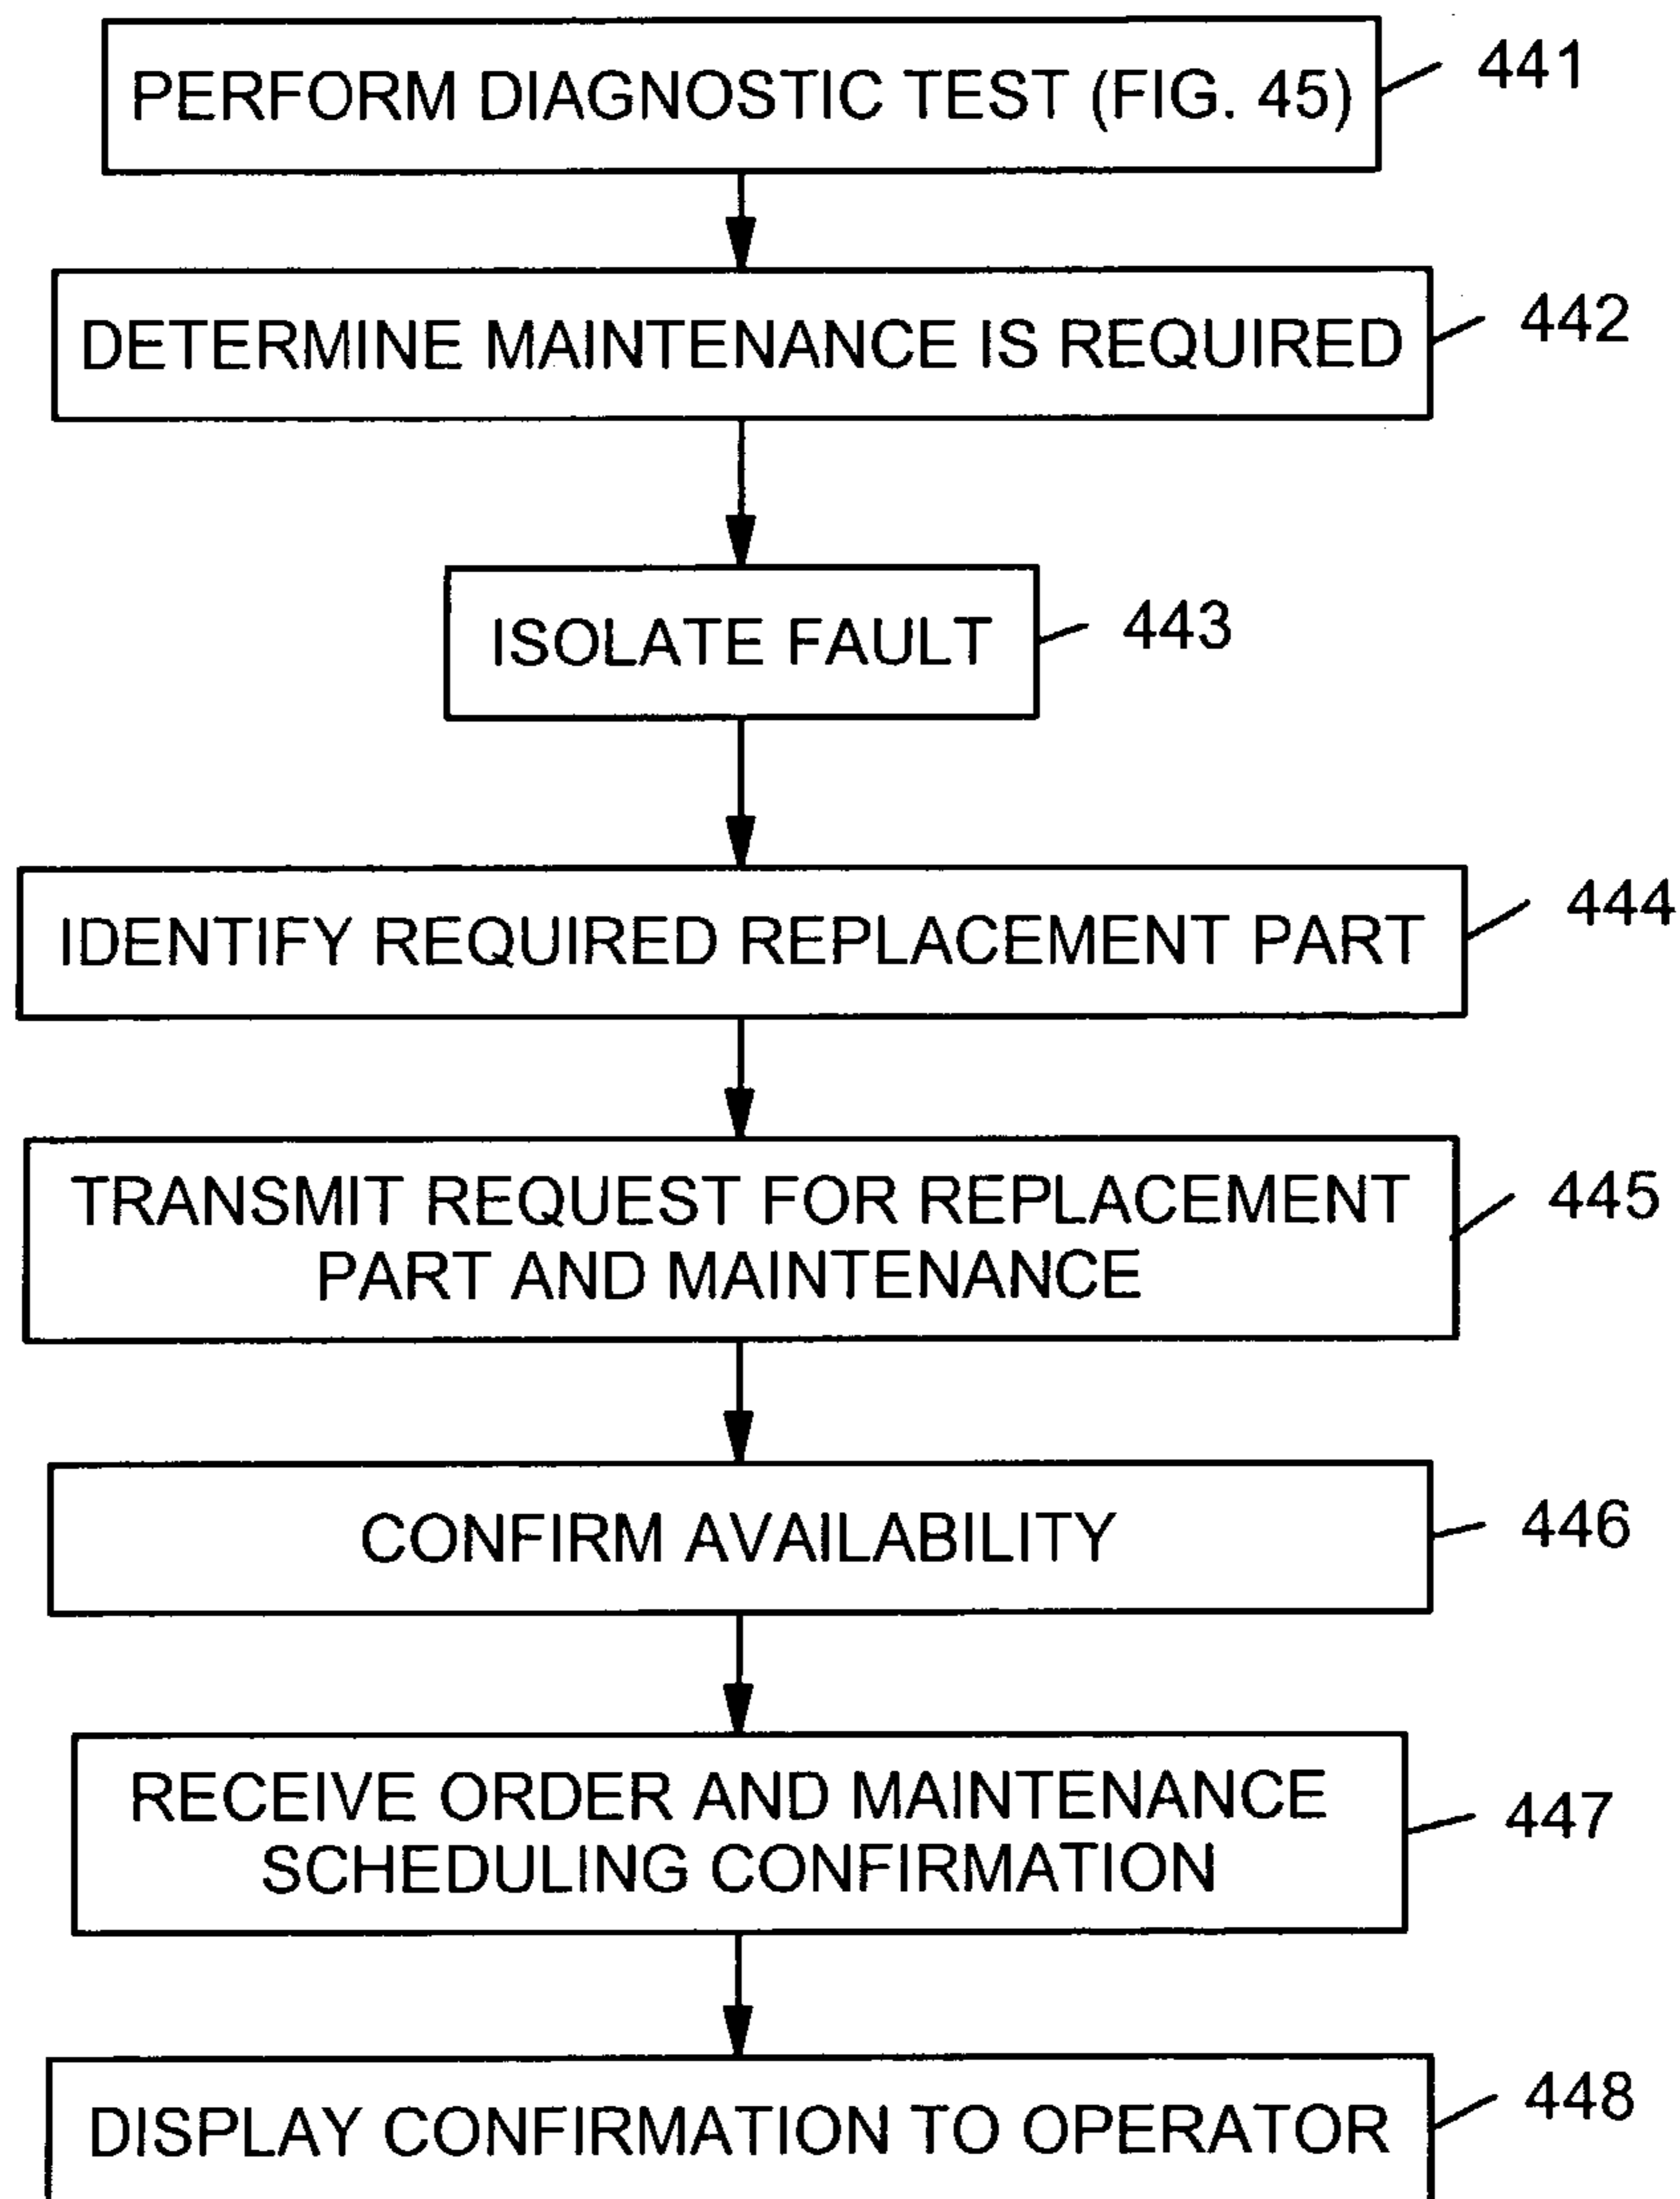 PERFORM DIAGNOSTIC TEST (FIG. 45)
441
DETERMINE MAINTENANCE IS REQUIRED
442
ISOLATE FAULT
443
IDENTIFY REQUIRED REPLACEMENT PART
444
TRANSMIT REQUEST FOR REPLACEMENT
PART AND MAINTENANCE
445
CONFIRM AVAILABILITY
446
RECEIVE ORDER AND MAINTENANCE
SCHEDULING CONFIRMATION
447
DISPLAY CONFIRMATION TO OPERATOR
448